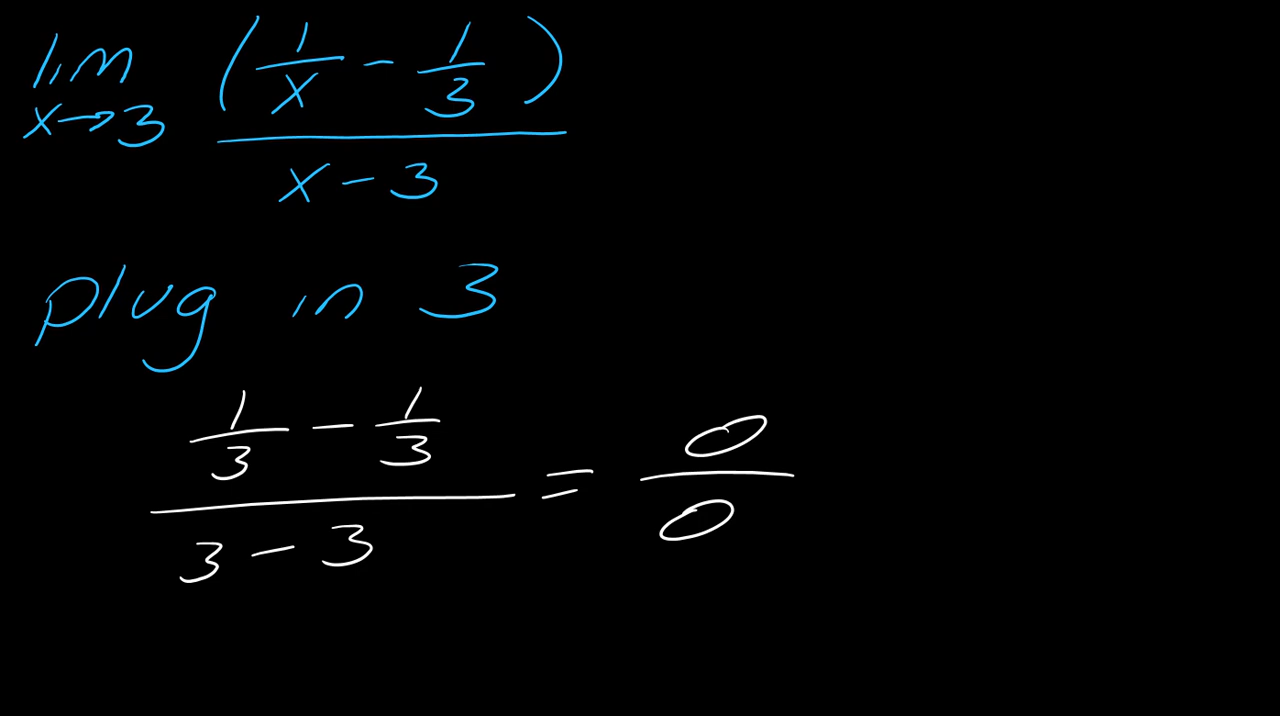 lim x→3 (1/x - 1/3) / (x - 3)
plug in 3
(1/3 - 1/3) / (3 - 3) = 0/0